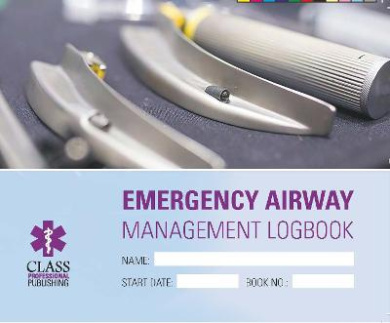 EMERGENCY AIRWAY
MANAGEMENT LOGBOOK
NAME:
CLASS
PROFESSIONAL
PUBLISHING
START DATE:
BOOK NO.: